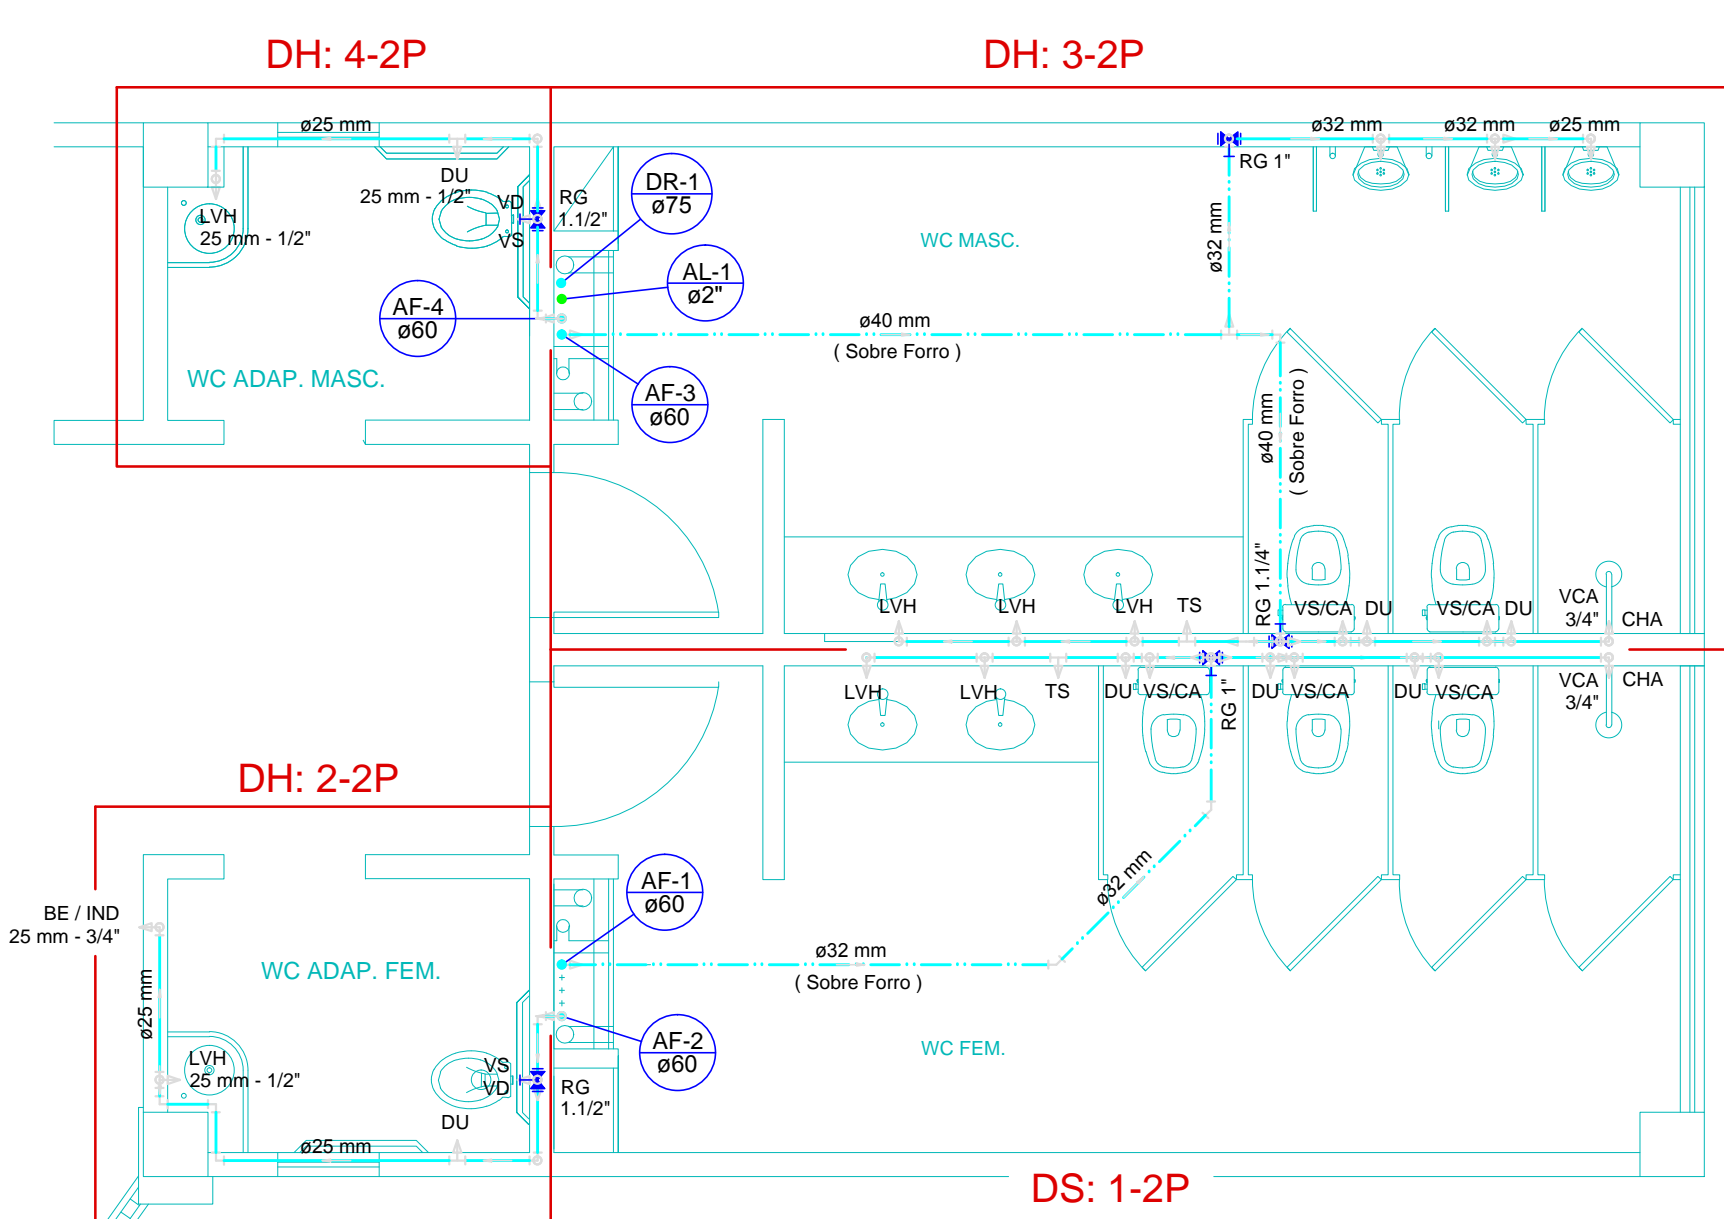 DH: 4-2P
DH: 3-2P
ø25 mm
ø32 mm
ø32 mm
ø25 mm
RG 1"
DU
25 mm - 1/2"
VD
VS
RG
1.1/2"
DR-1
ø75
LVH
25 mm - 1/2"
WC MASC.
ø32 mm
AL-1
ø2"
AF-4
ø60
ø40 mm
( Sobre Forro )
WC ADAP. MASC.
AF-3
ø60
ø40 mm
( Sobre Forro )
RG 1.1/4"
LVH
LVH
LVH
TS
VS/CA
DU
VS/CA
DU
VCA
3/4"
CHA
LVH
LVH
TS
DU
VS/CA
RG 1"
DU
VS/CA
DU
VS/CA
VCA
3/4"
CHA
DH: 2-2P
AF-1
ø60
ø32 mm
BE / IND
25 mm - 3/4"
WC ADAP. FEM.
ø32 mm
( Sobre Forro )
ø25 mm
AF-2
ø60
WC FEM.
LVH
25 mm - 1/2"
VS
VD
RG
1.1/2"
DU
ø25 mm
DS: 1-2P